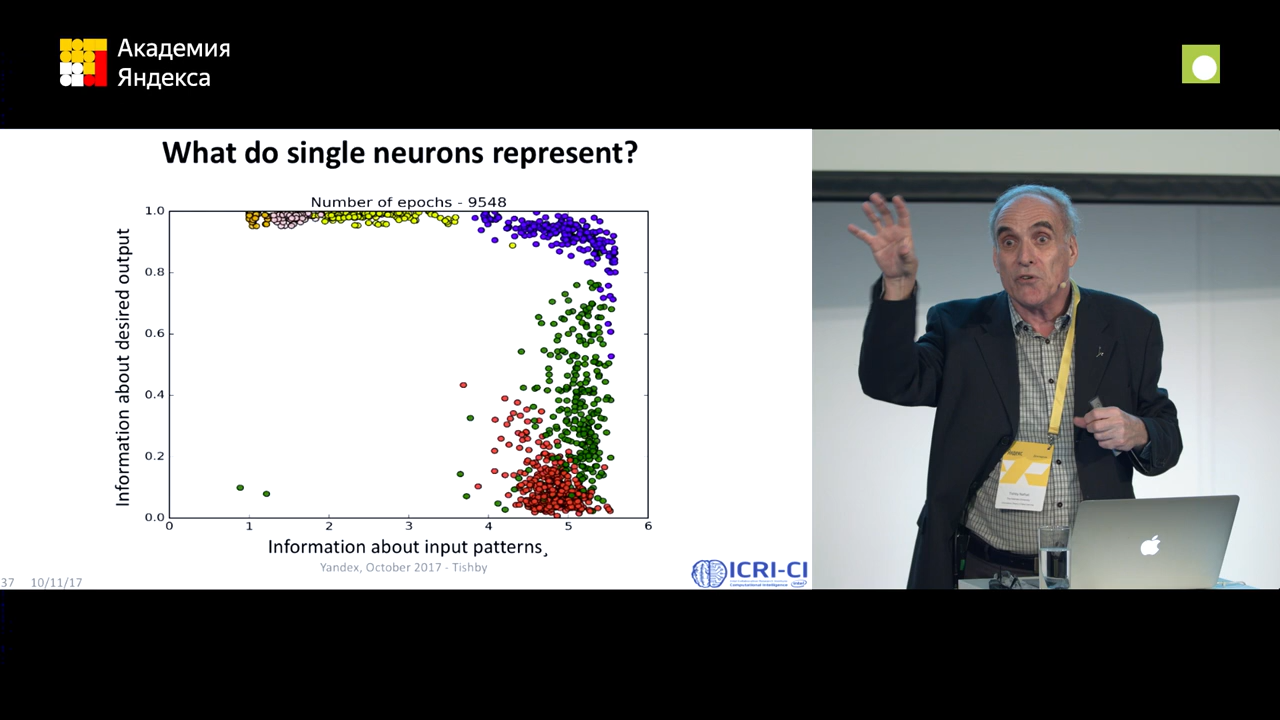 Академия
Яндекса
What do single neurons represent?
Number of epochs - 9548
Information about desired output
1.0
0.8
0.6
0.4
0.2
0.0
0 1 2 3 4 5 6
Information about input patterns
Yandex, October 2017 - Tishby
37 10/11/17
ICRI-CI